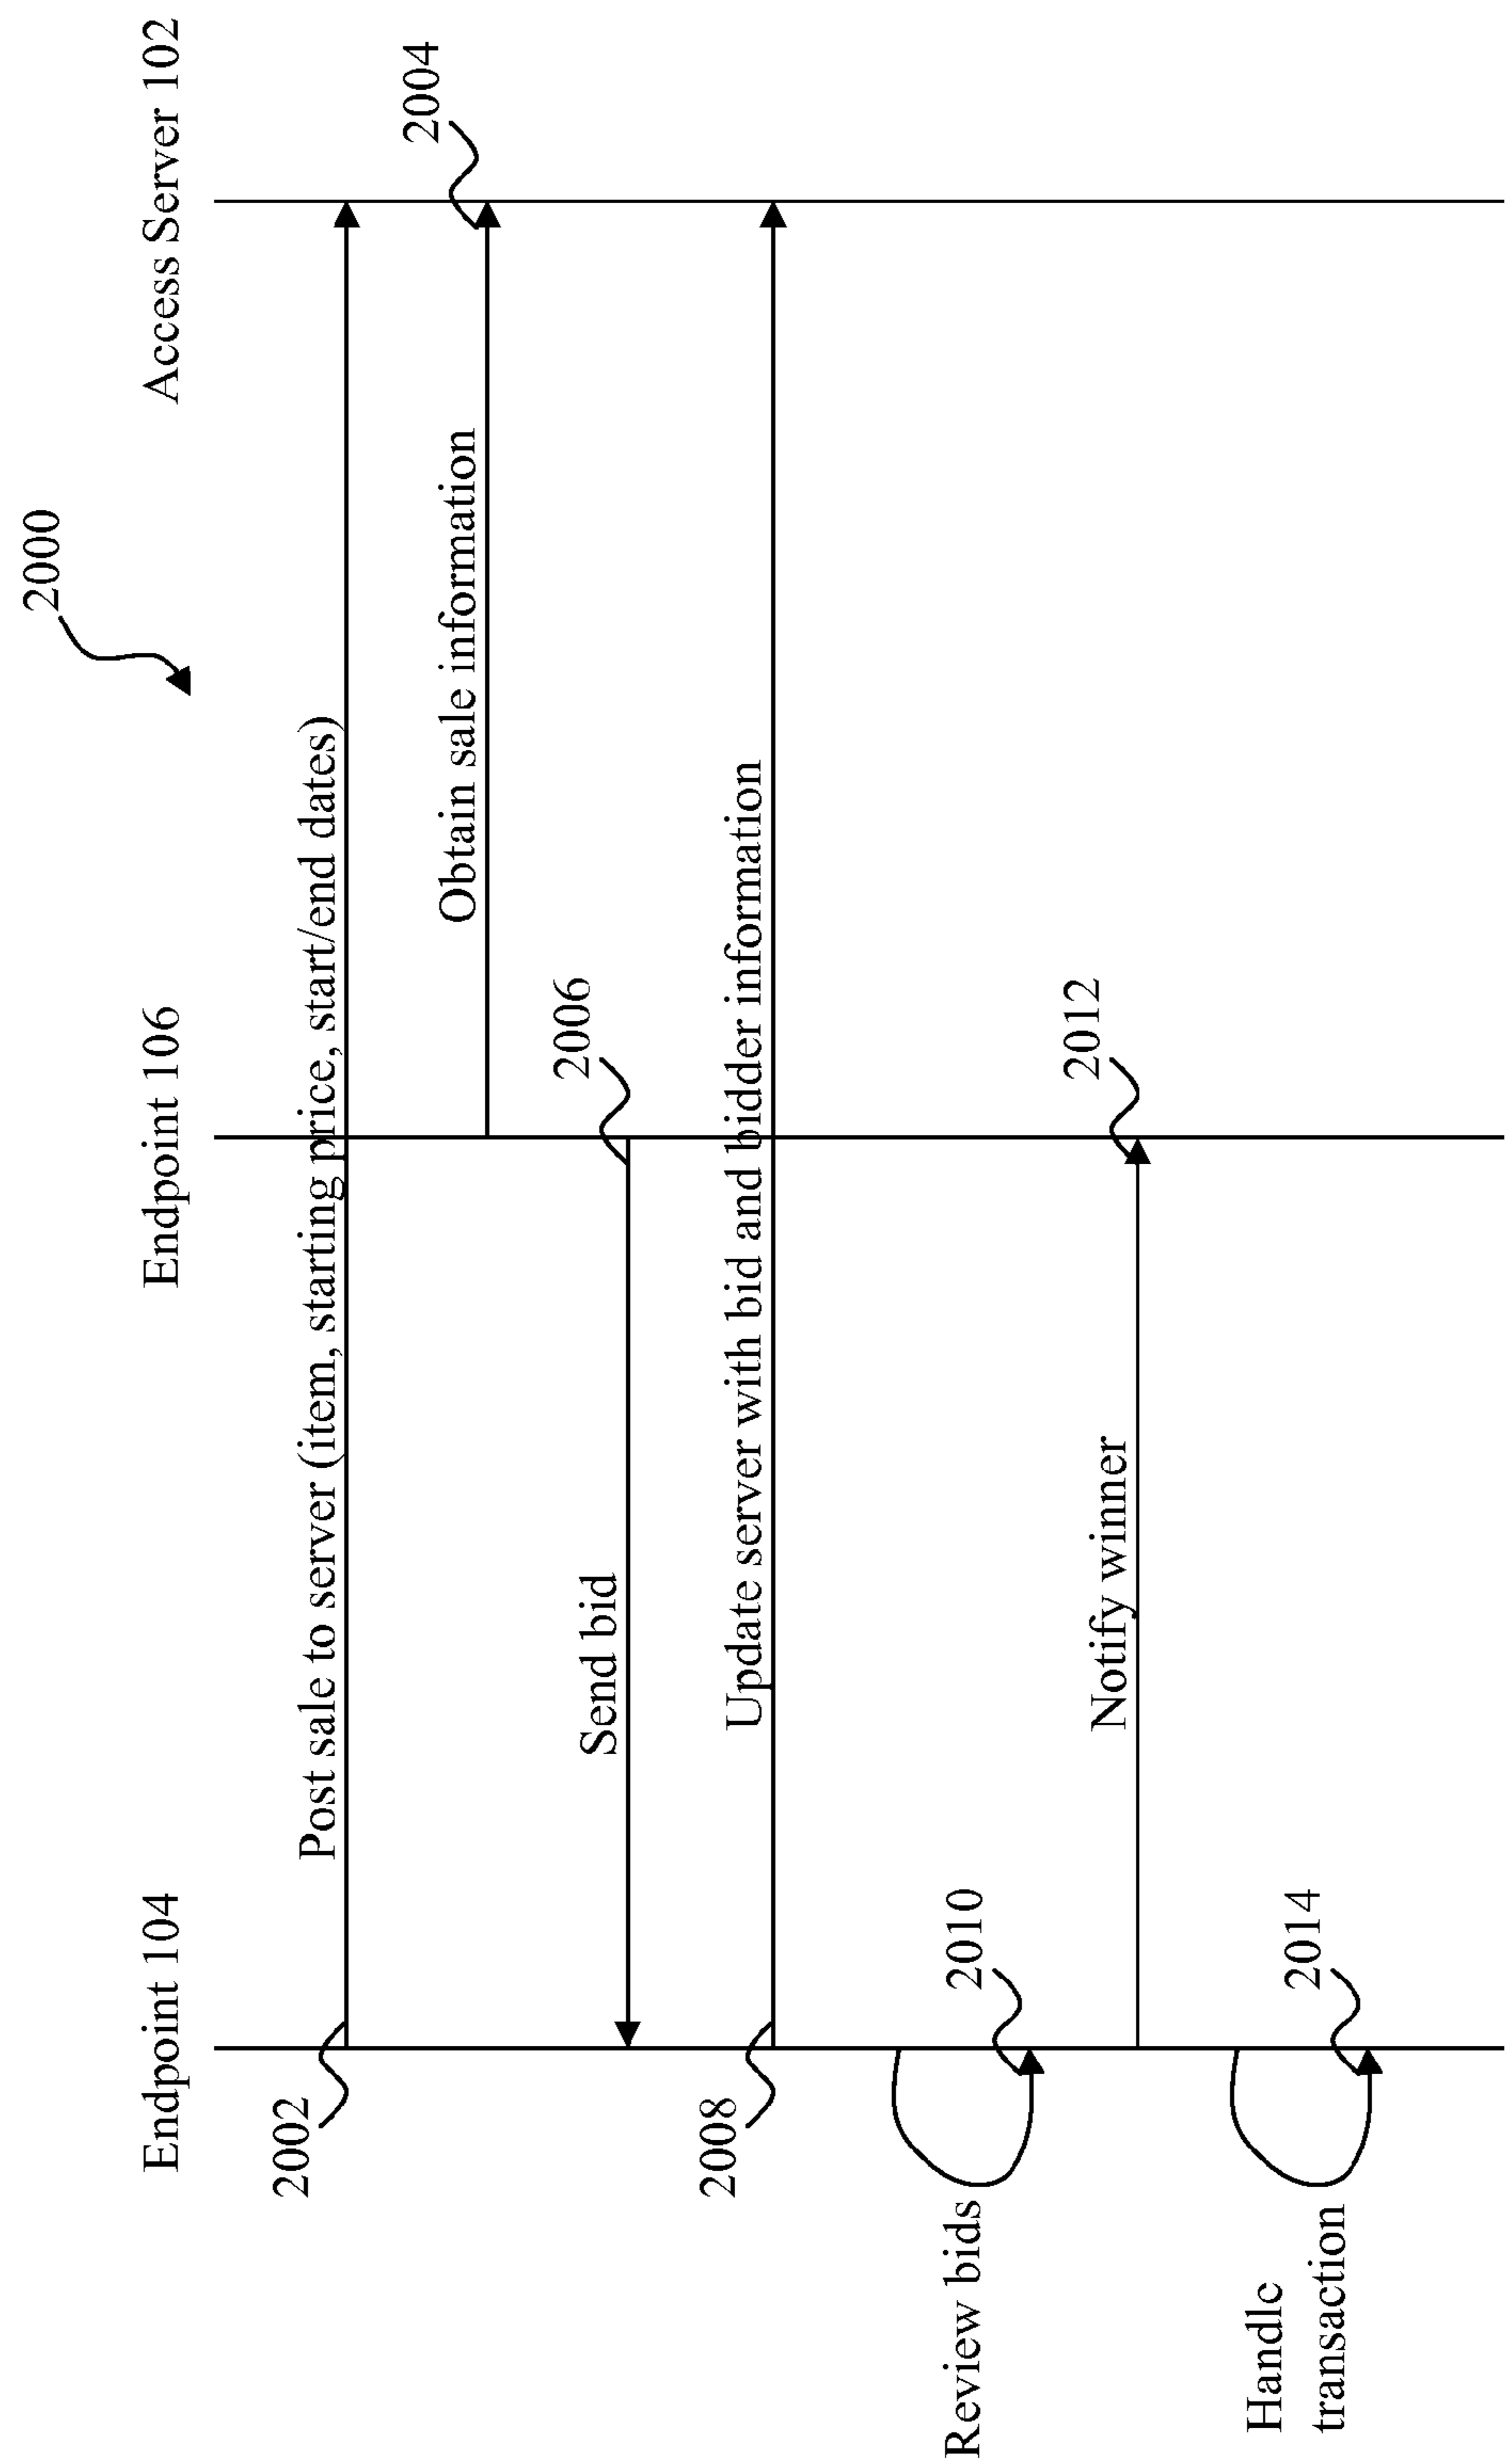 2000
Endpoint 104
Endpoint 106
Access Server 102
2002
Post sale to server (item, starting price, start/end dates)
2004
Obtain sale information
2006
Send bid
2008
Update server with bid and bidder information
Review bids
2010
2012
Notify winner
Handle
transaction
2014